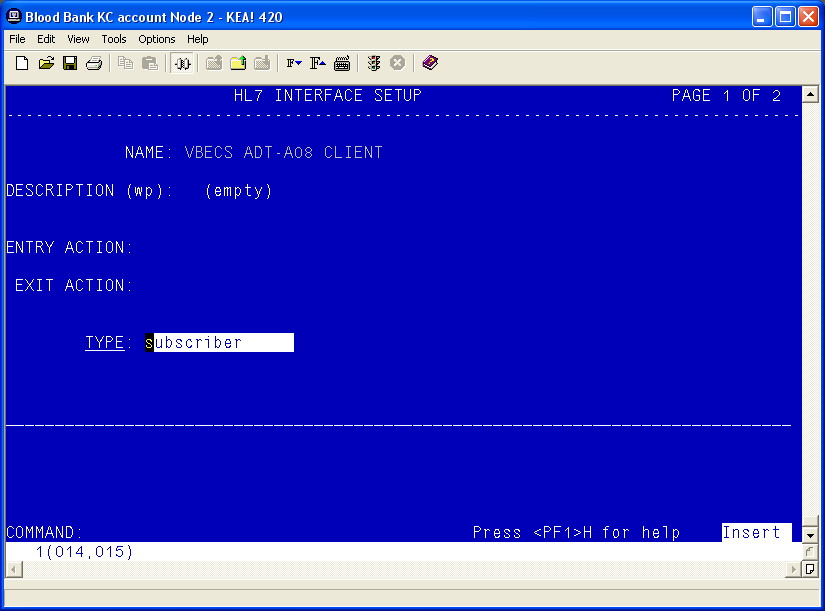 Blood Bank KC account Node 2 - KEA! 420
File Edit View Tools Options Help
HL7 INTERFACE SETUP PAGE 1 OF 2
NAME: VBECS ADT-A08 CLIENT
DESCRIPTION (wp): (empty)
ENTRY ACTION:
EXIT ACTION:
TYPE: subscriber
COMMAND: Press <PF1>H for help Insert
1(014,015)